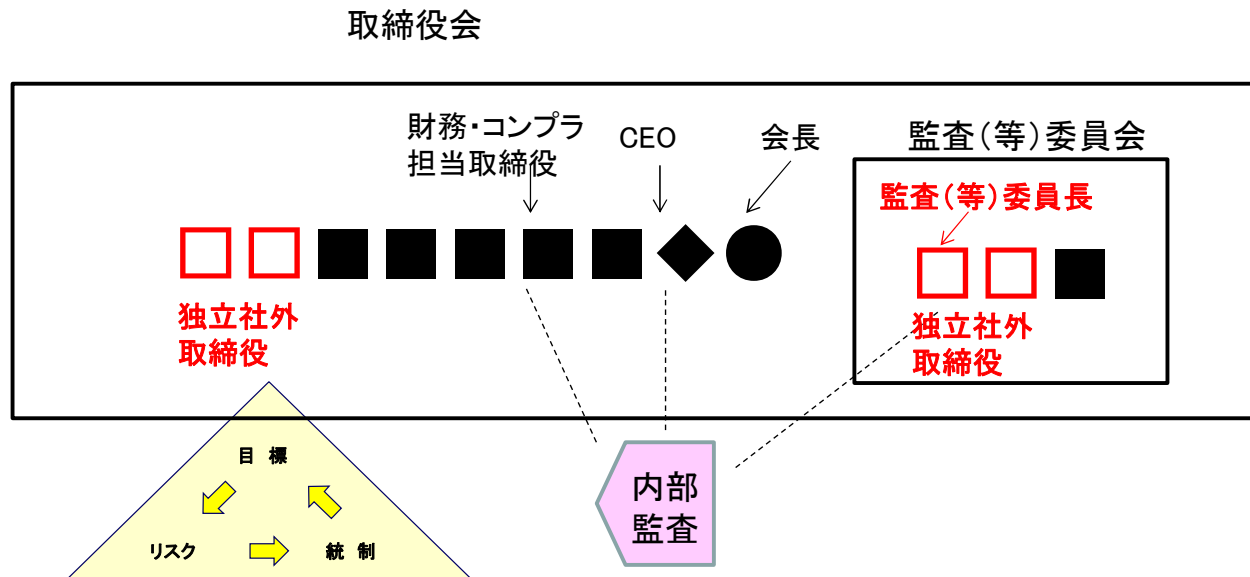 取締役会
財務・コンプラ
担当取締役
CEO
会長
監査(等)委員会
監査(等)委員長
独立社外
取締役
独立社外
取締役
目 標
リスク
統 制
内部
監査